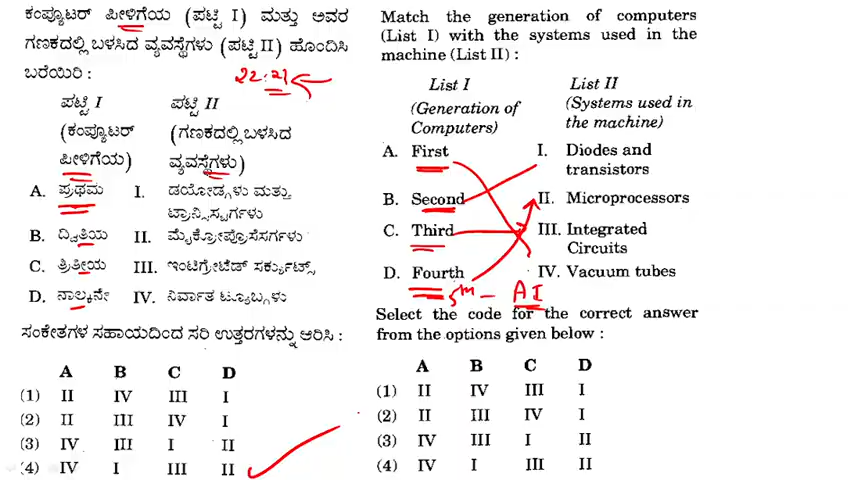 ಕಂಪ್ಯೂಟರ್ ಪೀಳಿಗೆಯ (ಪಟ್ಟಿ I) ಮತ್ತು ಅವರ
ಗಣಕದಲ್ಲಿ ಬಳಸಿದ ವ್ಯವಸ್ಥೆಗಳು (ಪಟ್ಟಿ II) ಹೊಂದಿಸಿ
ಬರೆಯಿರಿ :
22:21
ಪಟ್ಟಿ I ಪಟ್ಟಿ II
(ಕಂಪ್ಯೂಟರ್ (ಗಣಕದಲ್ಲಿ ಬಳಸಿದ
ಪೀಳಿಗೆಯ) ವ್ಯವಸ್ಥೆಗಳು)
A. ಪ್ರಥಮ I. ಡಯೋಡ್ಗಳು ಮತ್ತು
ಟ್ರಾನ್ಸಿಸ್ಟರ್ಗಳು
B. ದ್ವಿತಿಯ II. ಮೈಕ್ರೋಪ್ರೊಸೆಸರ್ಗಳು
C. ತ್ರಿತೀಯ III. ಇಂಟಿಗ್ರೇಟೆಡ್ ಸರ್ಕ್ಯುಟ್ಸ್
D. ನಾಲ್ಕನೇ IV. ನಿರ್ವಾತ ಟ್ಯೂಬ್ಗಳು
ಸಂಕೇತಗಳ ಸಹಾಯದಿಂದ ಸರಿ ಉತ್ತರಗಳನ್ನು ಆರಿಸಿ :
A B C D
(1) II IV III I
(2) II III IV I
(3) IV III I II
(4) IV I III II
Match the generation of computers
(List I) with the systems used in the
machine (List II) :
List I List II
(Generation of (Systems used in
Computers) the machine)
A. First I. Diodes and
transistors
B. Second II. Microprocessors
C. Third III. Integrated
Circuits
D. Fourth IV. Vacuum tubes
5th - AI
Select the code for the correct answer
from the options given below :
A B C D
(1) II IV III I
(2) II III IV I
(3) IV III I II
(4) IV I III II